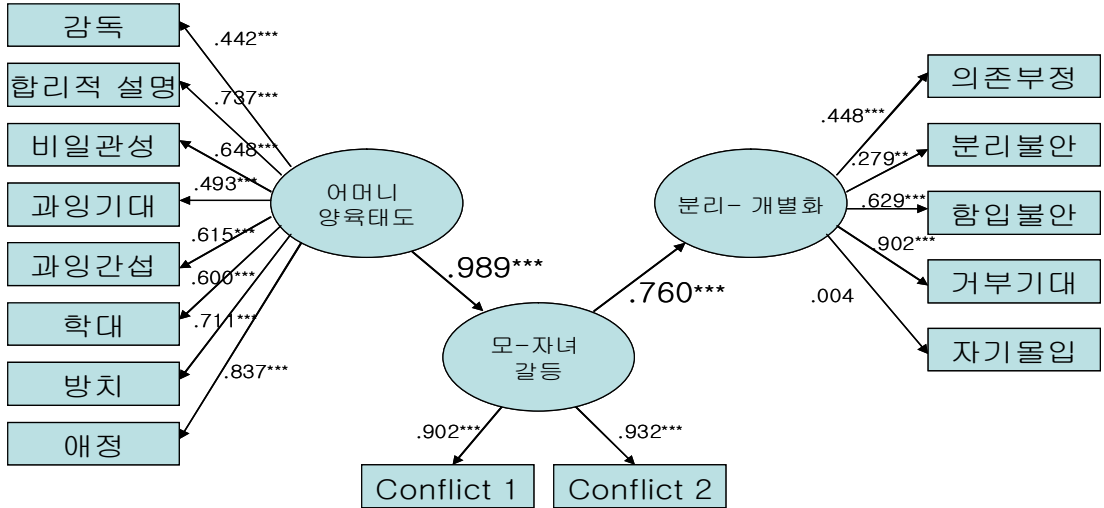 감독
합리적 설명
비일관성
과잉기대
과잉간섭
학대
방치
애정
.442***
.737***
.648***
.493***
.615***
.600***
.711***
.837***
어머니
양육태도
.989***
모-자녀
갈등
.902***
.932***
Conflict 1
Conflict 2
.760***
분리- 개별화
.448***
.279**
.629***
.902***
.004
의존부정
분리불안
함입불안
거부기대
자기몰입